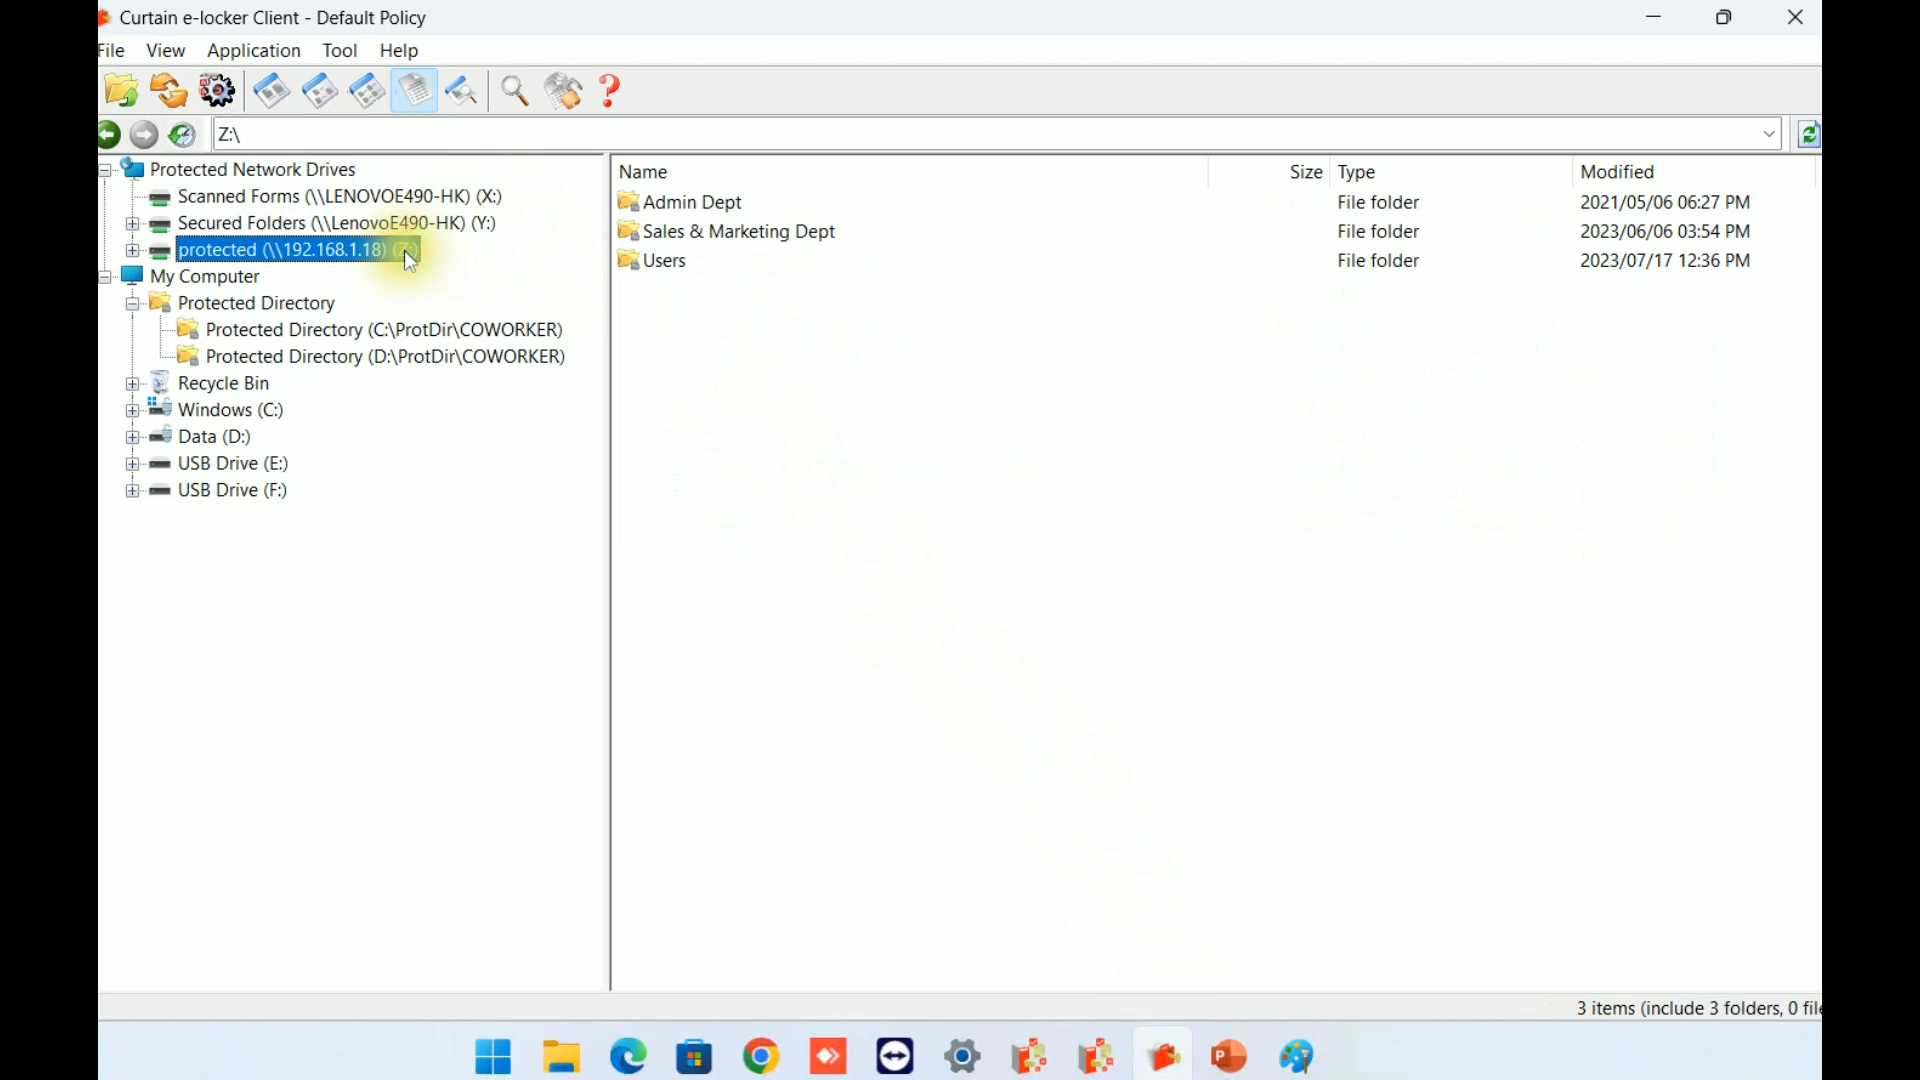 Curtain e-locker Client - Default Policy
File View Application Tool Help
Z:\
Protected Network Drives
Scanned Forms (\\LENOVOE490-HK) (X:)
Secured Folders (\\LenovoE490-HK) (Y:)
protected (\\192.168.1.18) (Z:)
My Computer
Protected Directory
Protected Directory (C:\ProtDir\COWORKER)
Protected Directory (D:\ProtDir\COWORKER)
Recycle Bin
Windows (C:)
Data (D:)
USB Drive (E:)
USB Drive (F:)
Name Size Type Modified
Admin Dept File folder 2021/05/06 06:27 PM
Sales & Marketing Dept File folder 2023/06/06 03:54 PM
Users File folder 2023/07/17 12:36 PM
3 items (include 3 folders, 0 file
P